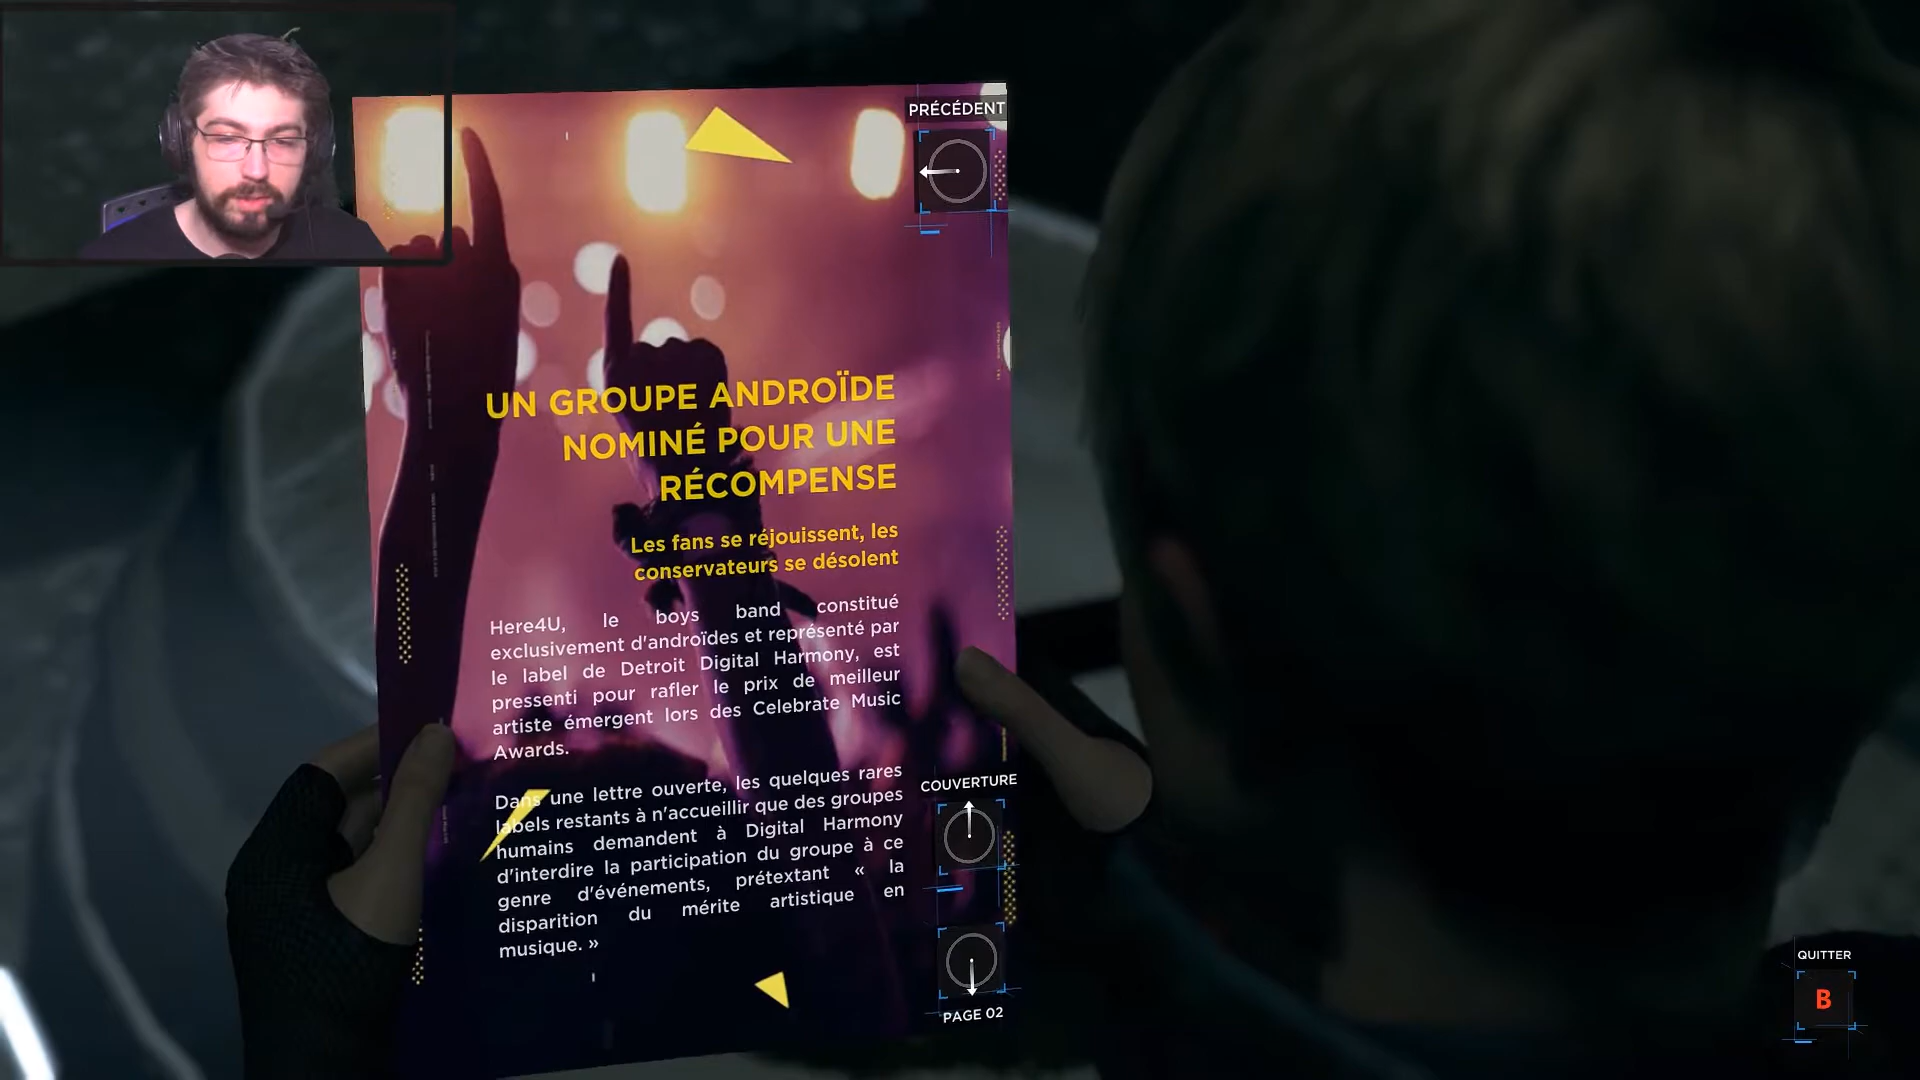 PRÉCÉDENT
UN GROUPE ANDROÏDE
NOMINÉ POUR UNE
RÉCOMPENSE
Les fans se réjouissent, les
conservateurs se désolent
Here4U, le boys band constitué
exclusivement d'androïdes et représenté par
le label de Detroit Digital Harmony, est
pressenti pour rafler le prix de meilleur
artiste émergent lors des Celebrate Music
Awards.
Dans une lettre ouverte, les quelques rares
labels restants à n'accueillir que des groupes
humains demandent à Digital Harmony
d'interdire la participation du groupe à ce
genre d'événements, prétextant « la
disparition du mérite artistique en
musique. »
COUVERTURE
PAGE 02
QUITTER
B